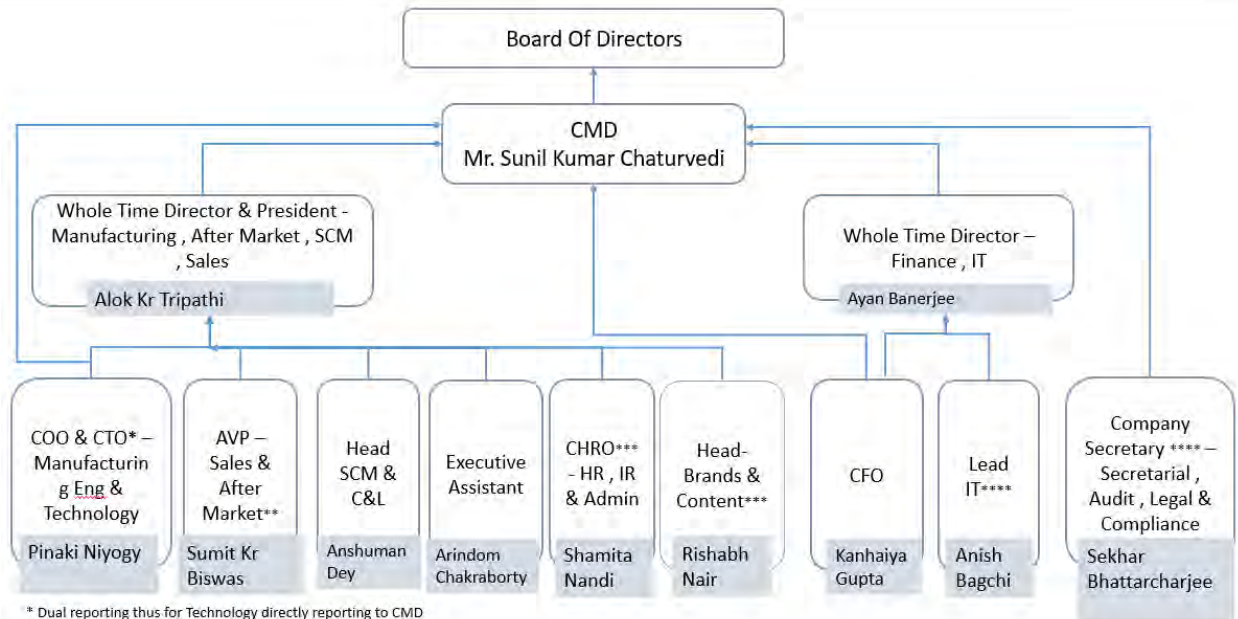 Board Of Directors
CMD
Mr. Sunil Kumar Chaturvedi
Whole Time Director & President -
Manufacturing , After Market , SCM
, Sales
Alok Kr Tripathi
Whole Time Director –
Finance , IT
Ayan Banerjee
COO & CTO* –
Manufacturin
g Eng &
Technology
Pinaki Niyogy
AVP –
Sales &
After
Market**
Sumit Kr
Biswas
Head
SCM &
C&L
Anshuman
Dey
Executive
Assistant
Arindom
Chakraborty
CHRO***
- HR , IR
& Admin
Shamita
Nandi
Head-
Brands &
Content***
Rishabh
Nair
CFO
Kanhaiya
Gupta
Lead
IT****
Anish
Bagchi
Company
Secretary **** –
Secretarial ,
Audit , Legal &
Compliance
Sekhar
Bhattarcharjee
* Dual reporting thus for Technology directly reporting to CMD